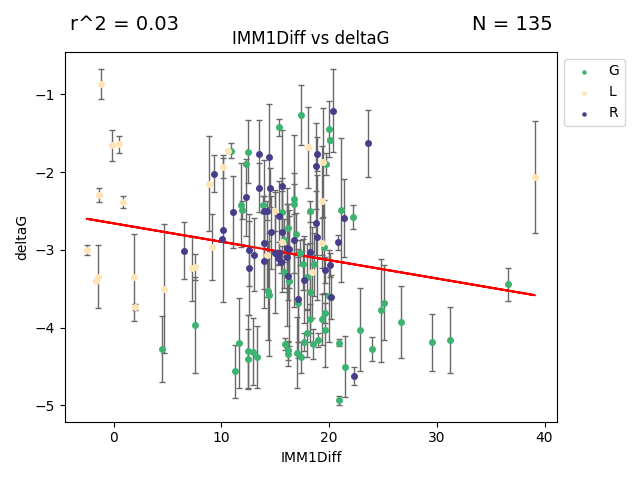 r^2 = 0.03
N = 135
IMM1Diff vs deltaG
G
L
R
−1
−2
−3
−4
−5
deltaG
0 10 20 30 40
IMM1Diff